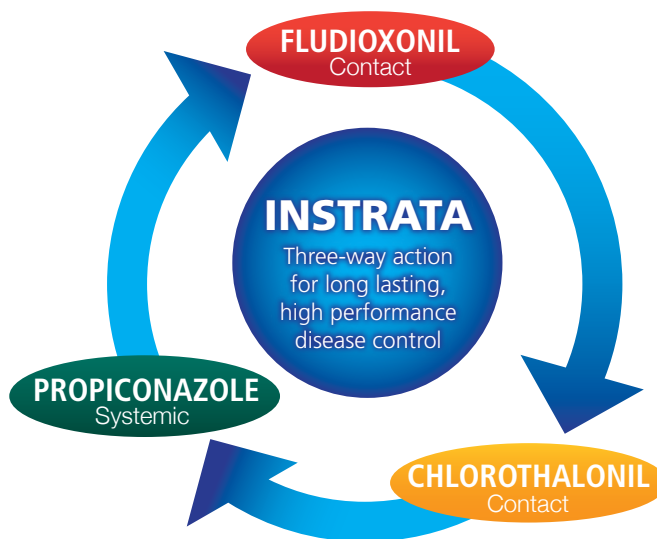 FLUDIOXONIL
Contact
INSTRATA
Three-way action
for long lasting,
high performance
disease control
PROPICONAZOLE
Systemic
CHLOROTHALONIL
Contact